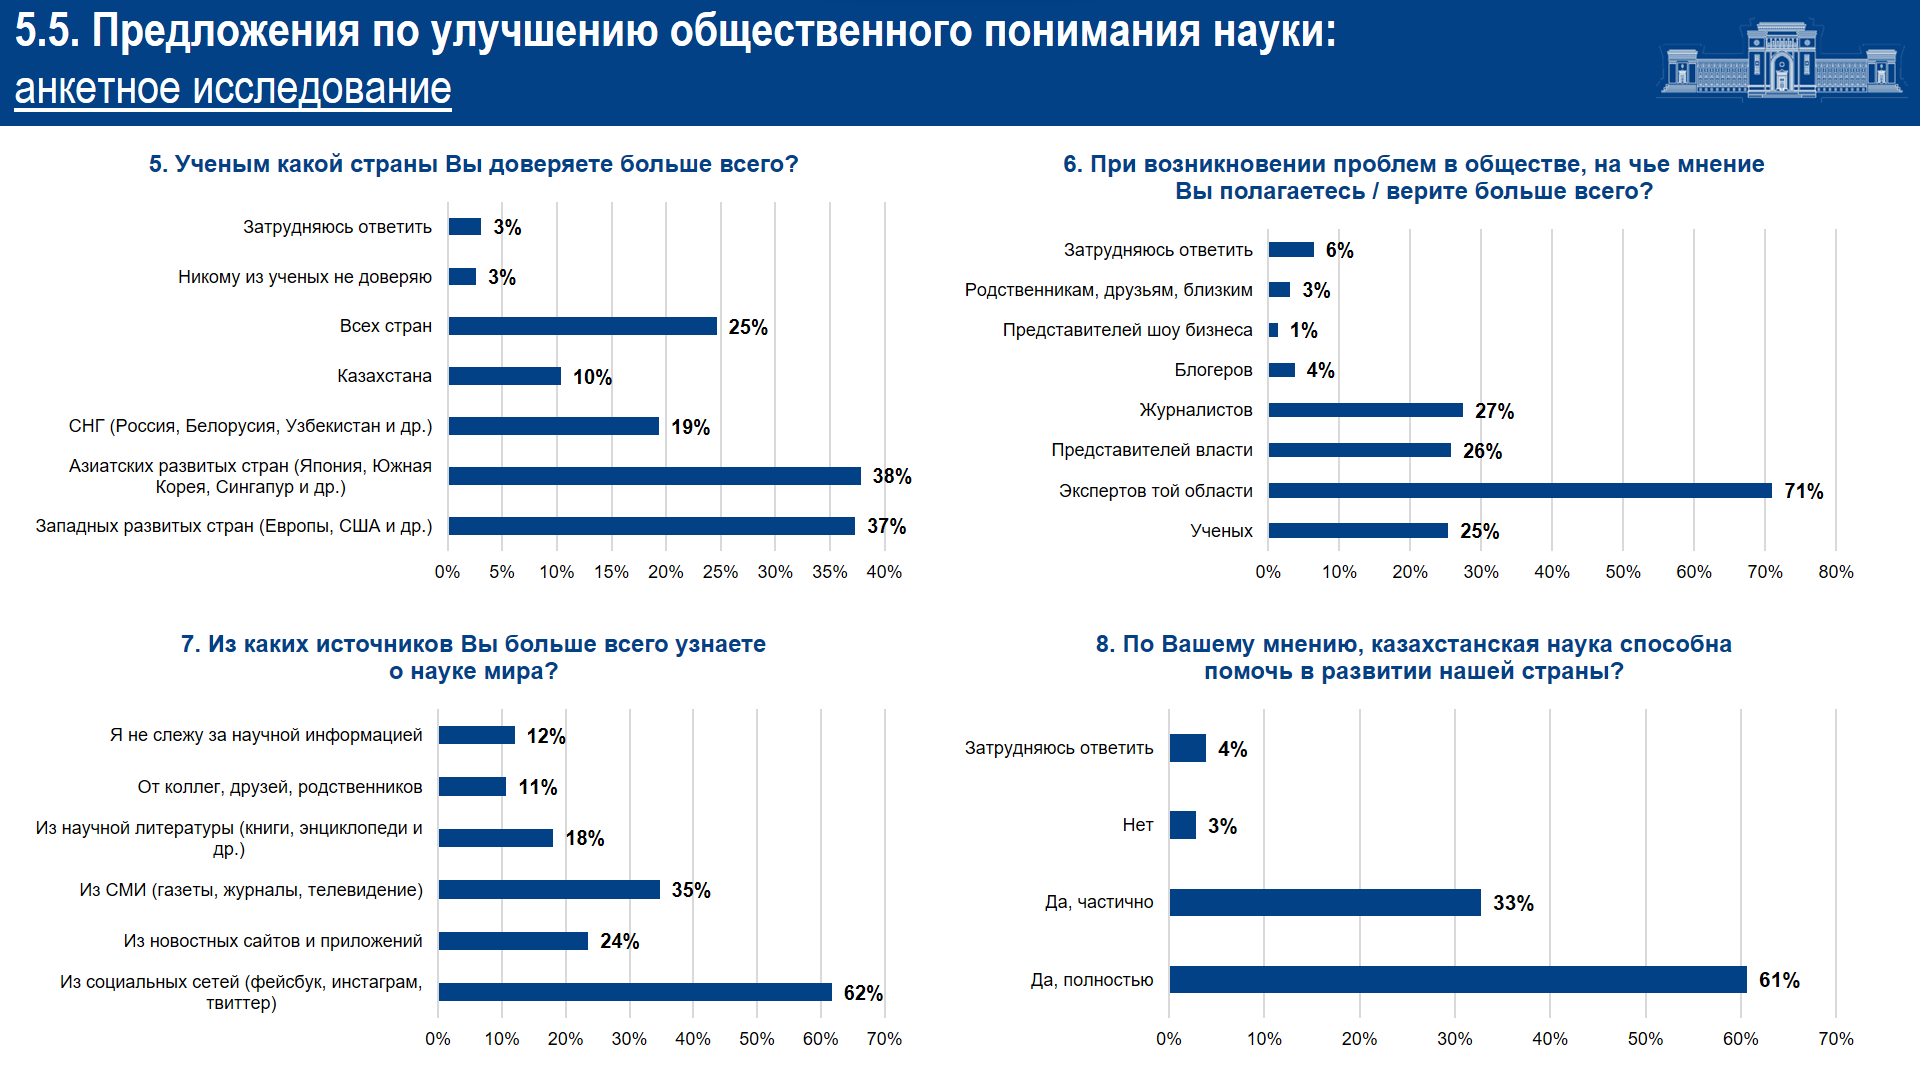 5.5. Предложения по улучшению общественного понимания науки:
анкетное исследование
5. Ученым какой страны Вы доверяете больше всего?
Затрудняюсь ответить
3%
Никому из ученых не доверяю
3%
Всех стран
25%
Казахстана
10%
СНГ (Россия, Белорусия, Узбекистан и др.)
19%
Азиатских развитых стран (Япония, Южная
Корея, Сингапур и др.)
38%
Западных развитых стран (Европы, США и др.)
37%
0% 5% 10% 15% 20% 25% 30% 35% 40%
6. При возникновении проблем в обществе, на чье мнение
Вы полагаетесь / верите больше всего?
Затрудняюсь ответить
6%
Родственникам, друзьям, близким
3%
Представителей шоу бизнеса
1%
Блогеров
4%
Журналистов
27%
Представителей власти
26%
Экспертов той области
71%
Ученых
25%
0% 10% 20% 30% 40% 50% 60% 70% 80%
7. Из каких источников Вы больше всего узнаете
о науке мира?
Я не слежу за научной информацией
12%
От коллег, друзей, родственников
11%
Из научной литературы (книги, энциклопеди и
др.)
18%
Из СМИ (газеты, журналы, телевидение)
35%
Из новостных сайтов и приложений
24%
Из социальных сетей (фейсбук, инстаграм,
твиттер)
62%
0% 10% 20% 30% 40% 50% 60% 70%
8. По Вашему мнению, казахстанская наука способна
помочь в развитии нашей страны?
Затрудняюсь ответить
4%
Нет
3%
Да, частично
33%
Да, полностью
61%
0% 10% 20% 30% 40% 50% 60% 70%